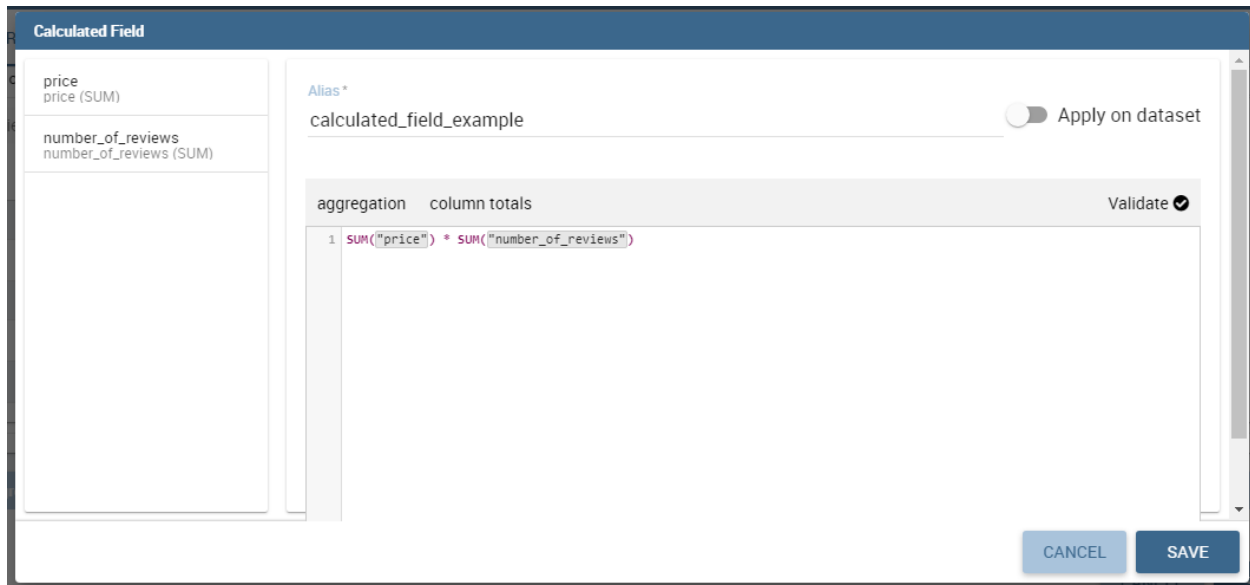 Calculated Field
price
price (SUM)
number_of_reviews
number_of_reviews (SUM)
Alias *
calculated_field_example
Apply on dataset
aggregation column totals Validate
1 SUM("price") * SUM("number_of_reviews")
CANCEL SAVE